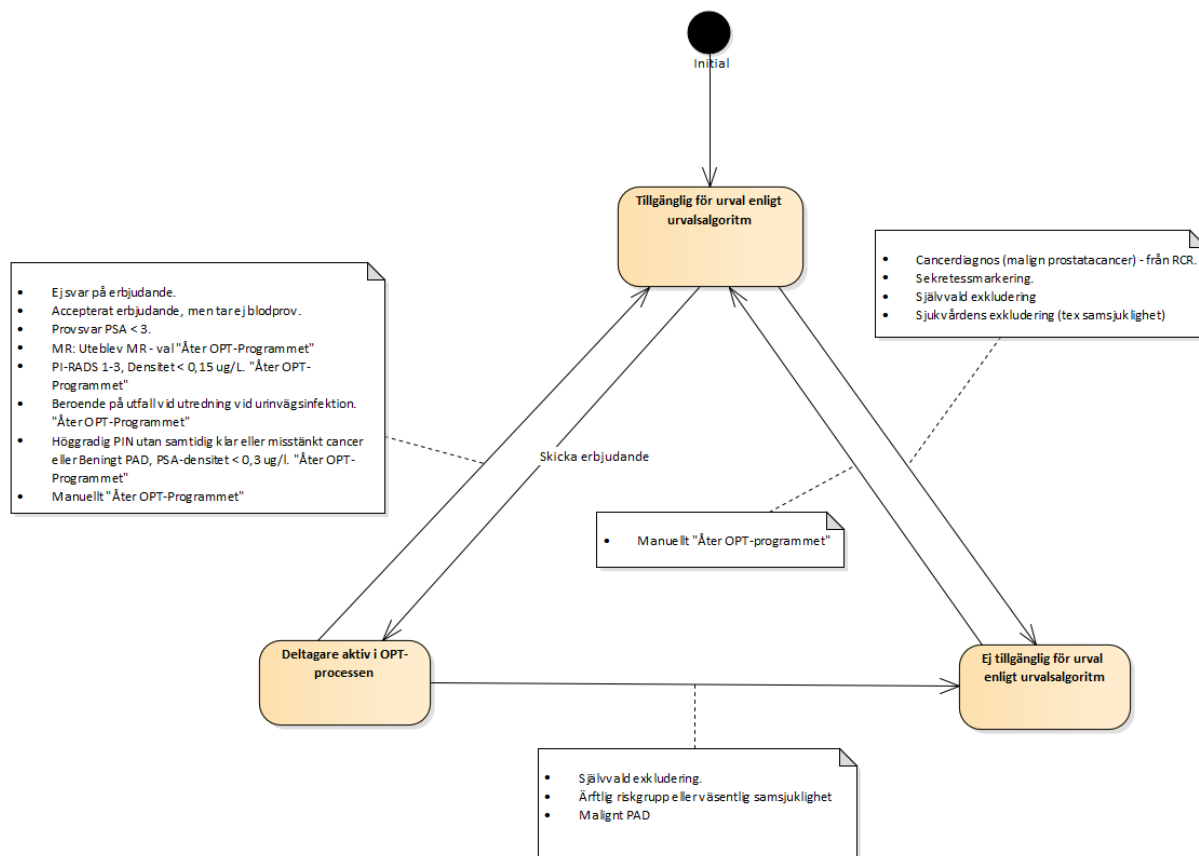 Initial
Tillgänglig för urval enligt
urvalsalgoritm
• Cancerdiagnos (malign prostatacancer) - från RCR.
• Sekretessmarkering.
• Självvald exkludering
• Sjukvårdens exkludering (tex samsjuklighet)
• Ej svar på erbjudande.
• Accepterat erbjudande, men tar ej blodprov.
• Provsvar PSA < 3.
• MR: Uteblev MR - val "Åter OPT-Programmet"
• PI-RADS 1-3, Densitet < 0,15 ug/L. "Åter OPT-
Programmet"
• Beroende på utfall vid utredning vid urinvägsinfektion.
"Åter OPT-Programmet"
• Höggradig PIN utan samtidig klar eller misstänkt cancer
eller Beningt PAD, PSA-densitet < 0,3 ug/l. "Åter OPT-
Programmet"
• Manuellt "Åter OPT-Programmet"
Skicka erbjudande
• Manuellt "Åter OPT-programmet"
Deltagare aktiv i OPT-
processen
Ej tillgänglig för urval
enligt urvalsalgoritm
• Självvald exkludering.
• Ärftlig riskgrupp eller väsentlig samsjuklighet
• Malignt PAD